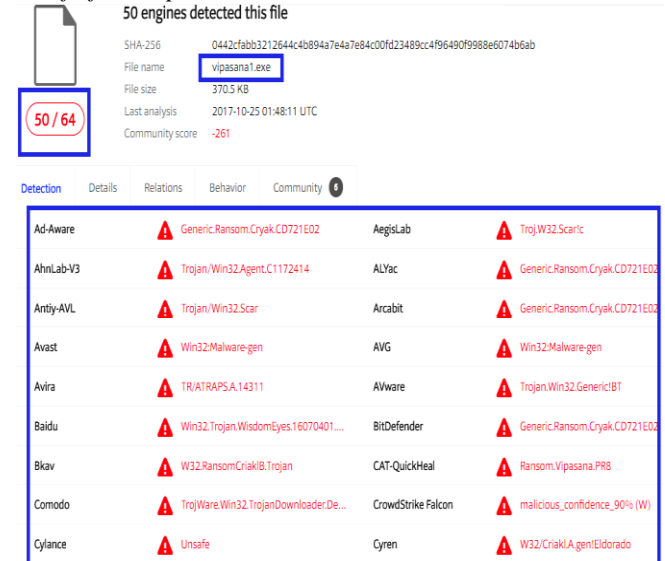 50 engines detected this file
SHA-256 0442cfabb3212644c4b894a7e4a7e84c00fd23489cc4f96490f9988e6074b6ab
File name vipasana1.exe
File size 370.5 KB
50 / 64
Last analysis 2017-10-25 01:48:11 UTC
Community score -261
Detection Details Relations Behavior Community 6
Ad-Aware Generic.Ransom.Cryak.CD721E02 AegisLab Troj.W32.Scar!c
AhnLab-V3 Trojan/Win32.Agent.C1172414 ALYac Generic.Ransom.Cryak.CD721E02
Antiy-AVL Trojan/Win32.Scar Arcabit Generic.Ransom.Cryak.CD721E02
Avast Win32:Malware-gen AVG Win32:Malware-gen
Avira TR/ATRAPS.A.14311 AVware Trojan.Win32.Generic!BT
Baidu Win32.Trojan.WisdomEyes.16070401.... BitDefender Generic.Ransom.Cryak.CD721E02
Bkav W32.RansomCriaklB.Trojan CAT-QuickHeal Ransom.Vipasana.PR8
Comodo TrojWare.Win32.TrojanDownloader.De... CrowdStrike Falcon malicious_confidence_90% (W)
Cylance Unsafe Cyren W32/Criakl.A.gen!Eldorado